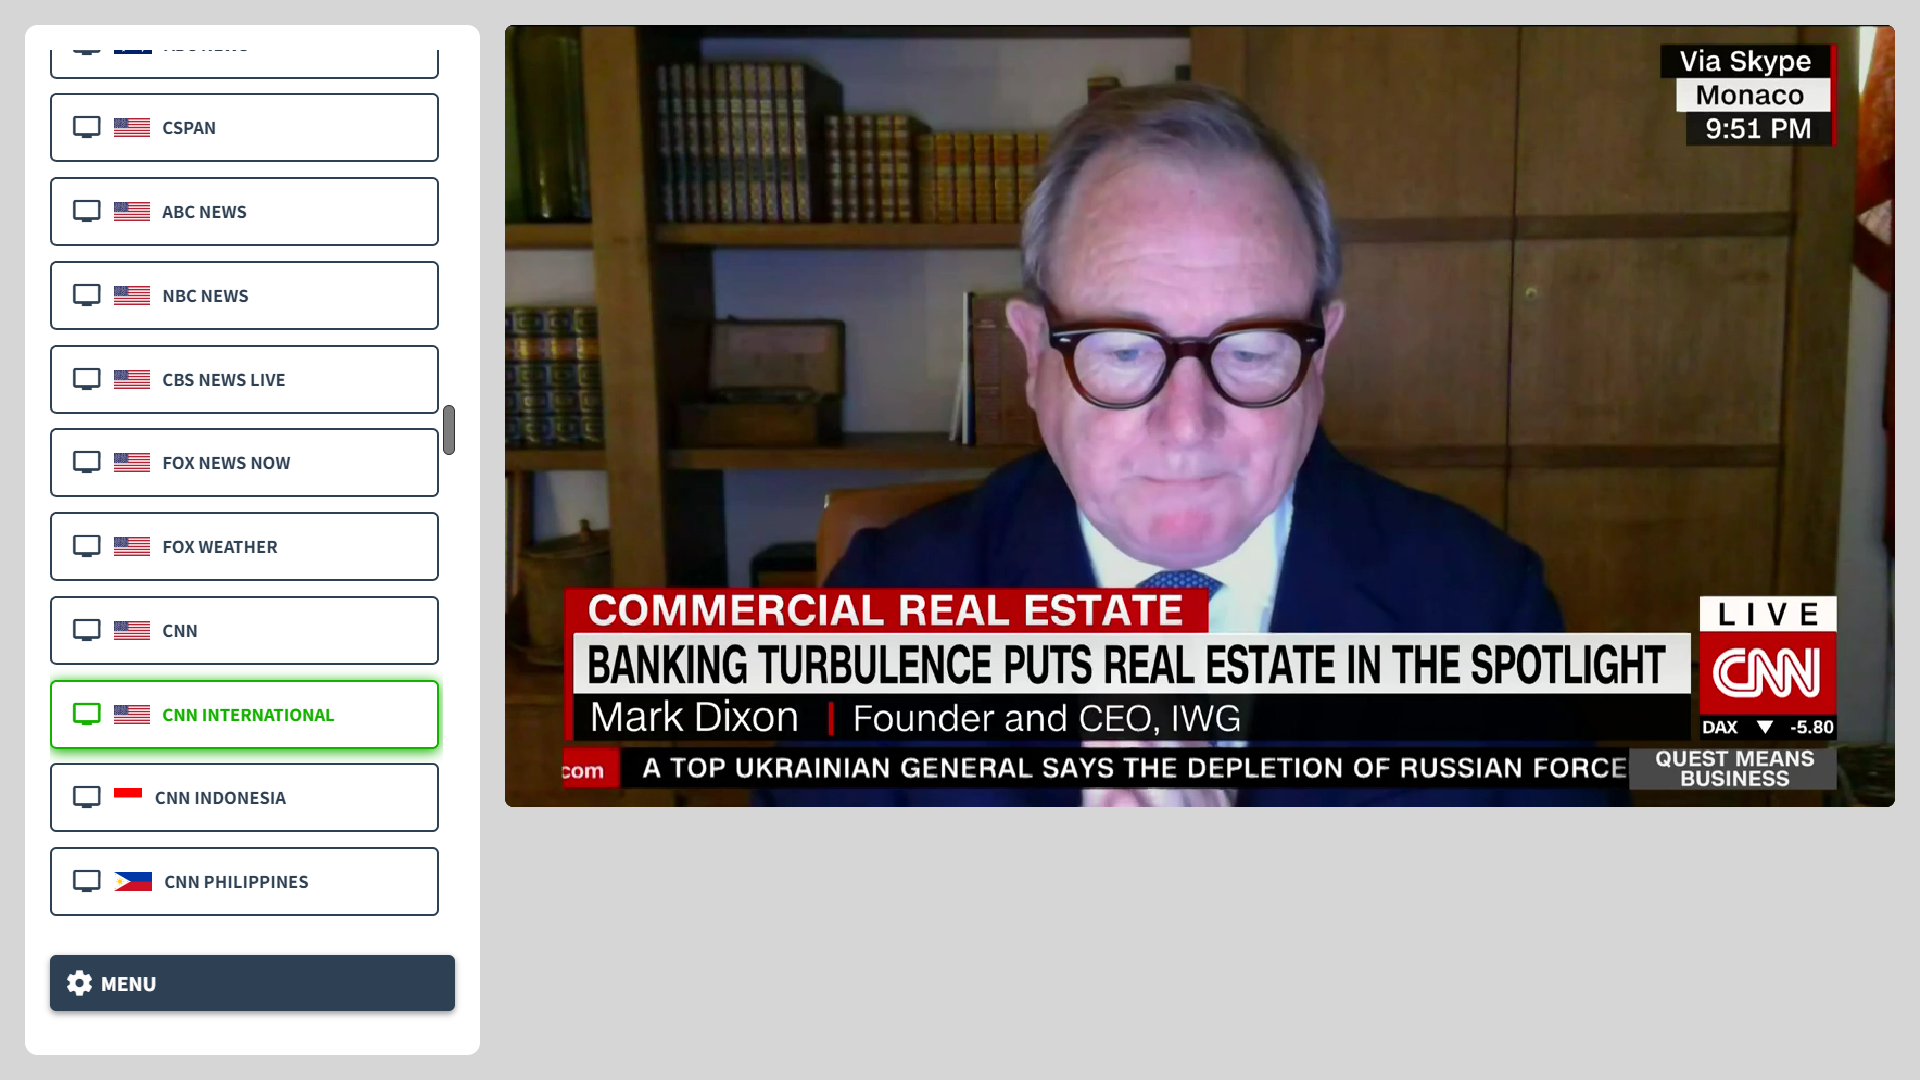 CSPAN
ABC NEWS
NBC NEWS
CBS NEWS LIVE
FOX NEWS NOW
FOX WEATHER
CNN
CNN INTERNATIONAL
CNN INDONESIA
CNN PHILIPPINES
MENU
Via Skype
Monaco
9:51 PM
COMMERCIAL REAL ESTATE
BANKING TURBULENCE PUTS REAL ESTATE IN THE SPOTLIGHT
Mark Dixon | Founder and CEO, IWG
LIVE
CNN
DAX ▼ -5.80
com A TOP UKRAINIAN GENERAL SAYS THE DEPLETION OF RUSSIAN FORCE
QUEST MEANS
BUSINESS